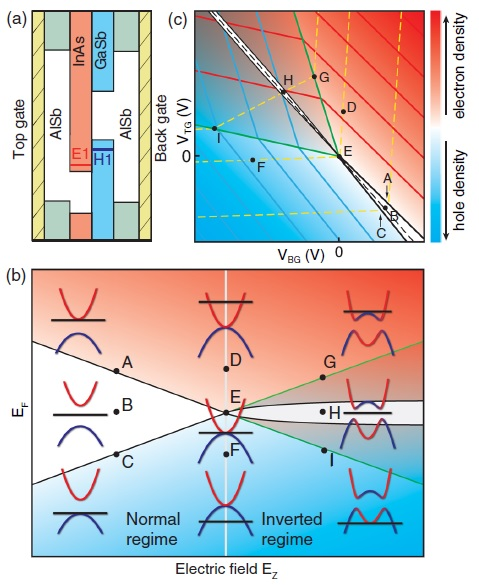 (a)
Top gate
AlSb
InAs
GaSb
AlSb
Back gate
E1
H1
(c)
V_TG (V)
0
H
G
D
I
F
E
A
B
C
V_BG (V)
0
electron density
hole density
(b)
E_F
A
B
C
D
E
F
G
H
I
Normal
regime
Inverted
regime
Electric field E_Z